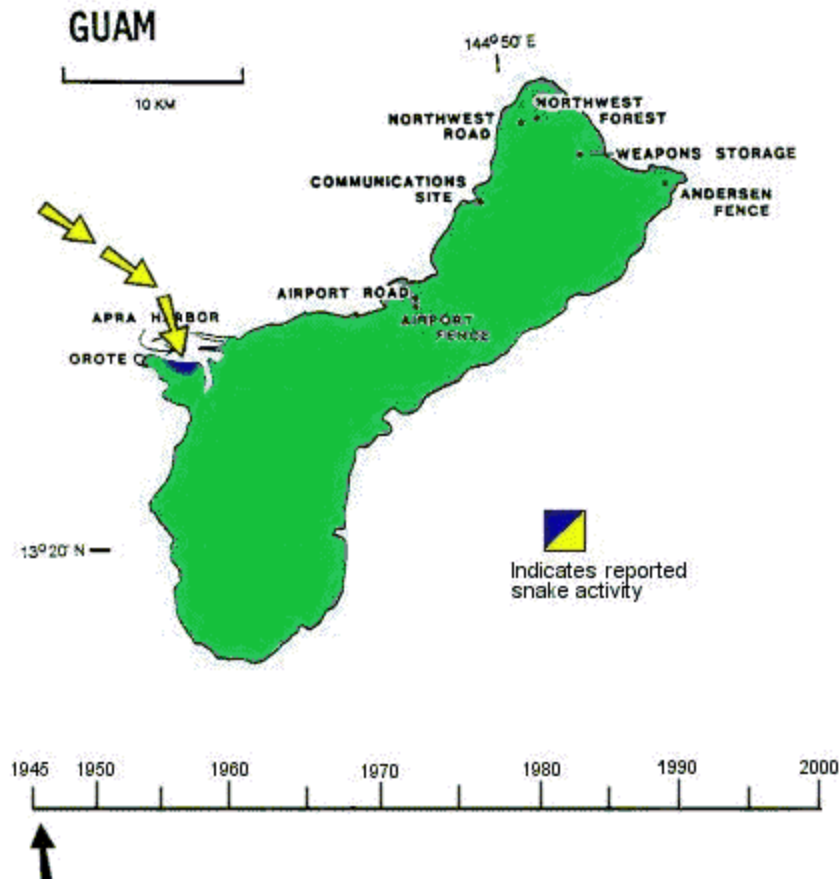 GUAM
144° 50' E
10 KM
NORTHWEST
ROAD
NORTHWEST
FOREST
WEAPONS STORAGE
COMMUNICATIONS
SITE
ANDERSEN
FENCE
AIRPORT ROAD
AIRPORT
FENCE
APRA HARBOR
OROTE
13° 20' N
Indicates reported
snake activity
1945 1950 1960 1970 1980 1990 2000